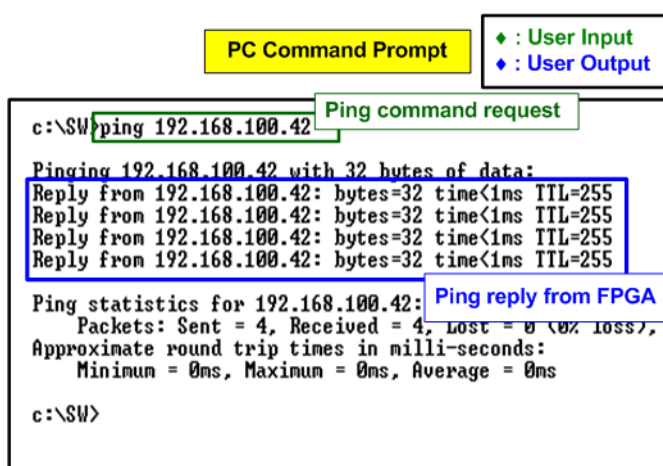 PC Command Prompt
♦ : User Input
♦ : User Output
c:\SW>ping 192.168.100.42
Ping command request
Pinging 192.168.100.42 with 32 bytes of data:
Reply from 192.168.100.42: bytes=32 time<1ms TTL=255
Reply from 192.168.100.42: bytes=32 time<1ms TTL=255
Reply from 192.168.100.42: bytes=32 time<1ms TTL=255
Reply from 192.168.100.42: bytes=32 time<1ms TTL=255
Ping reply from FPGA
Ping statistics for 192.168.100.42:
Packets: Sent = 4, Received = 4, Lost = 0 (0% loss),
Approximate round trip times in milli-seconds:
Minimum = 0ms, Maximum = 0ms, Average = 0ms
c:\SW>